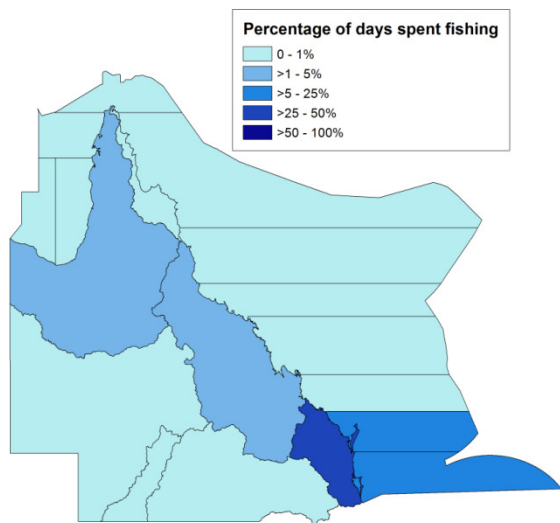 Percentage of days spent fishing
0 - 1%
>1 - 5%
>5 - 25%
>25 - 50%
>50 - 100%